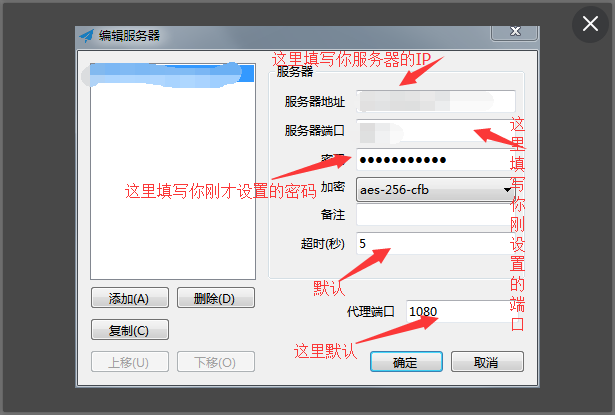 编辑服务器
这里填写你服务器的IP
服务器
服务器地址
服务器端口
密码
●●●●●●●●●●●
这里填写你刚才设置的密码
加密
aes-256-cfb
备注
超时(秒)
5
默认
这里填写你刚设置的端口
添加(A)
删除(D)
复制(C)
上移(U)
下移(O)
代理端口
1080
这里默认
确定
取消